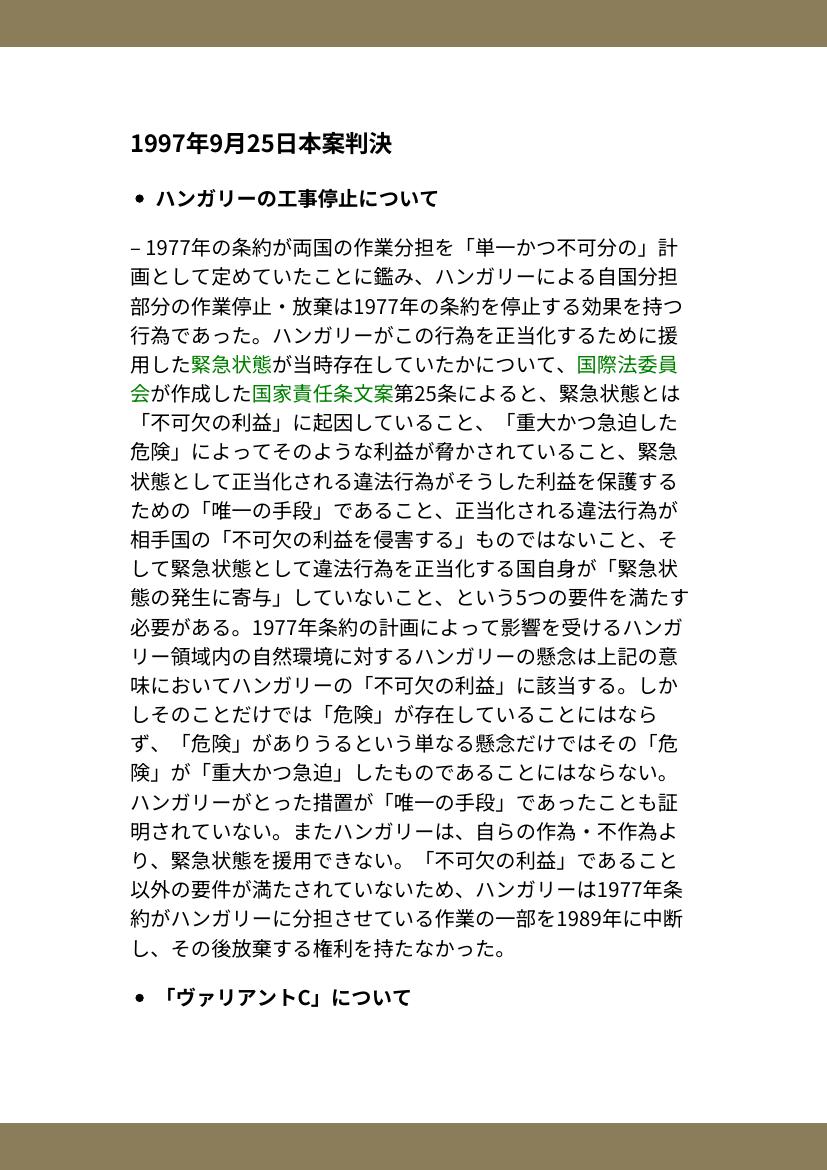 1997年9月25日本案判決
• ハンガリーの工事停止について
– 1977年の条約が両国の作業分担を「単一かつ不可分の」計
画として定めていたことに鑑み、ハンガリーによる自国分担
部分の作業停止・放棄は1977年の条約を停止する効果を持つ
行為であった。ハンガリーがこの行為を正当化するために援
用した緊急状態が当時存在していたかについて、国際法委員
会が作成した国家責任条文案第25条によると、緊急状態とは
「不可欠の利益」に起因していること、「重大かつ急迫した
危険」によってそのような利益が脅かされていること、緊急
状態として正当化される違法行為がそうした利益を保護する
ための「唯一の手段」であること、正当化される違法行為が
相手国の「不可欠の利益を侵害する」ものではないこと、そ
して緊急状態として違法行為を正当化する国自身が「緊急状
態の発生に寄与」していないこと、という5つの要件を満たす
必要がある。1977年条約の計画によって影響を受けるハンガ
リー領域内の自然環境に対するハンガリーの懸念は上記の意
味においてハンガリーの「不可欠の利益」に該当する。しか
しそのことだけでは「危険」が存在していることにはなら
ず、「危険」がありうるという単なる懸念だけではその「危
険」が「重大かつ急迫」したものであることにはならない。
ハンガリーがとった措置が「唯一の手段」であったことも証
明されていない。またハンガリーは、自らの作為・不作為よ
り、緊急状態を援用できない。「不可欠の利益」であること
以外の要件が満たされていないため、ハンガリーは1977年条
約がハンガリーに分担させている作業の一部を1989年に中断
し、その後放棄する権利を持たなかった。
• 「ヴァリアントC」について